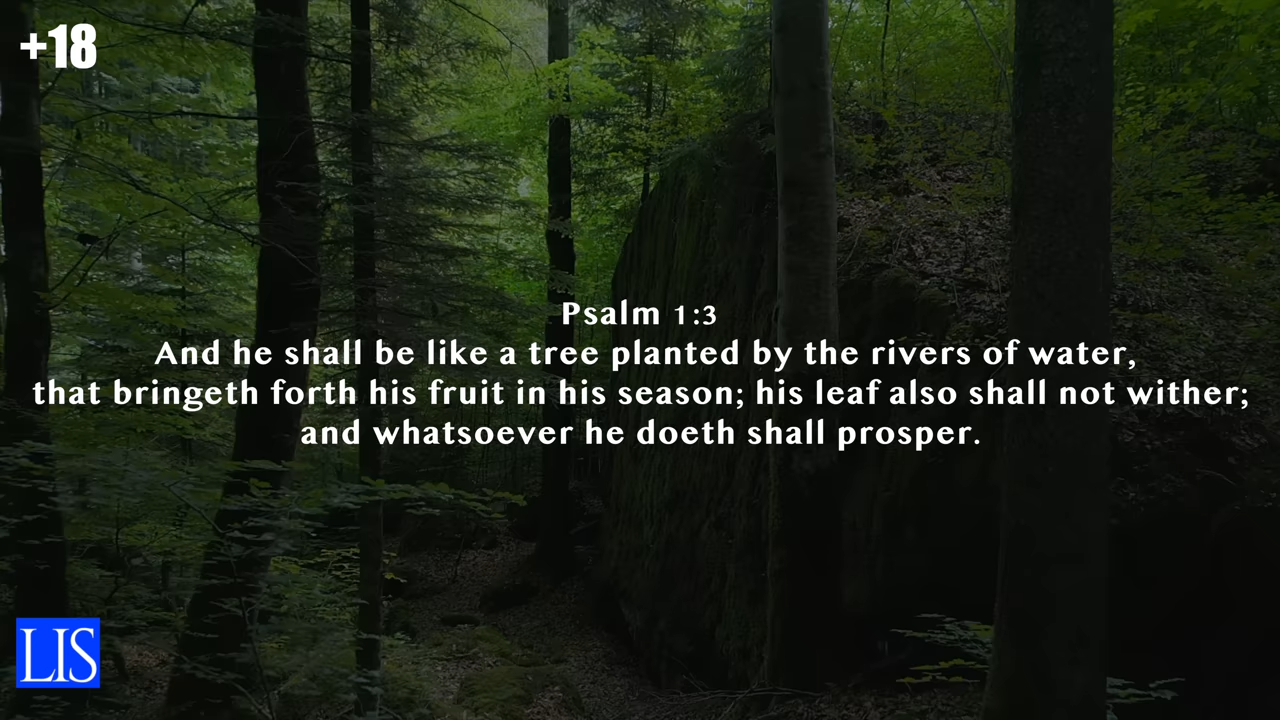 +18
Psalm 1:3
And he shall be like a tree planted by the rivers of water,
that bringeth forth his fruit in his season; his leaf also shall not wither;
and whatsoever he doeth shall prosper.
LIS